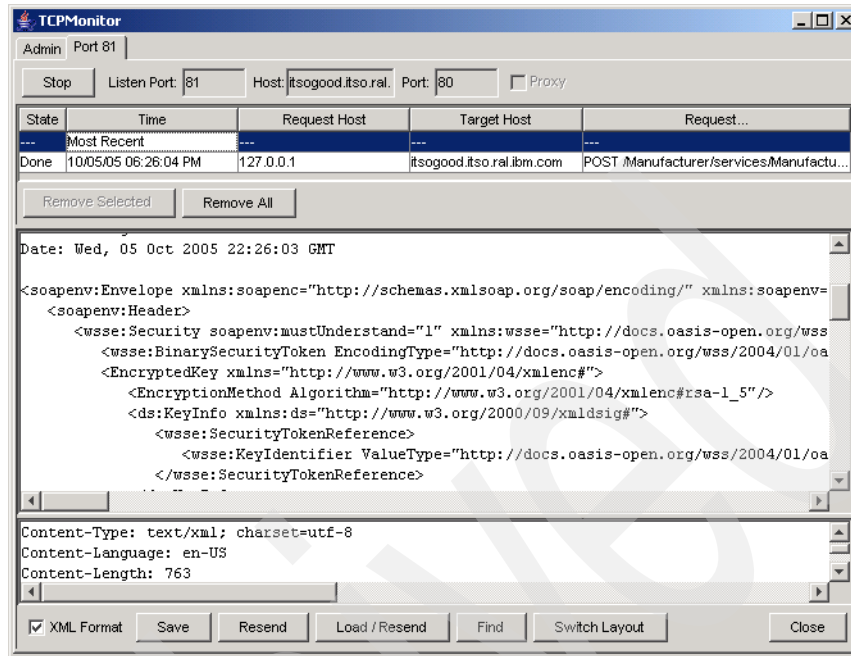 TCPMonitor
Admin Port 81
Stop Listen Port: 81 Host: itsogood.itso.ral. Port: 80 Proxy
State Time Request Host Target Host Request...
--- Most Recent --- --- ---
Done 10/05/05 06:26:04 PM 127.0.0.1 itsogood.itso.ral.ibm.com POST /Manufacturer/services/Manufactu...
Remove Selected Remove All
Date: Wed, 05 Oct 2005 22:26:03 GMT
<soapenv:Envelope xmlns:soapenc="http://schemas.xmlsoap.org/soap/encoding/" xmlns:soapenv=
<soapenv:Header>
<wsse:Security soapenv:mustUnderstand="1" xmlns:wsse="http://docs.oasis-open.org/wss
<wsse:BinarySecurityToken EncodingType="http://docs.oasis-open.org/wss/2004/01/oa
<EncryptedKey xmlns="http://www.w3.org/2001/04/xmlenc#">
<EncryptionMethod Algorithm="http://www.w3.org/2001/04/xmlenc#rsa-1_5"/>
<ds:KeyInfo xmlns:ds="http://www.w3.org/2000/09/xmldsig#">
<wsse:SecurityTokenReference>
<wsse:KeyIdentifier ValueType="http://docs.oasis-open.org/wss/2004/01/oa
</wsse:SecurityTokenReference>
Content-Type: text/xml; charset=utf-8
Content-Language: en-US
Content-Length: 763
XML Format Save Resend Load / Resend Find Switch Layout Close